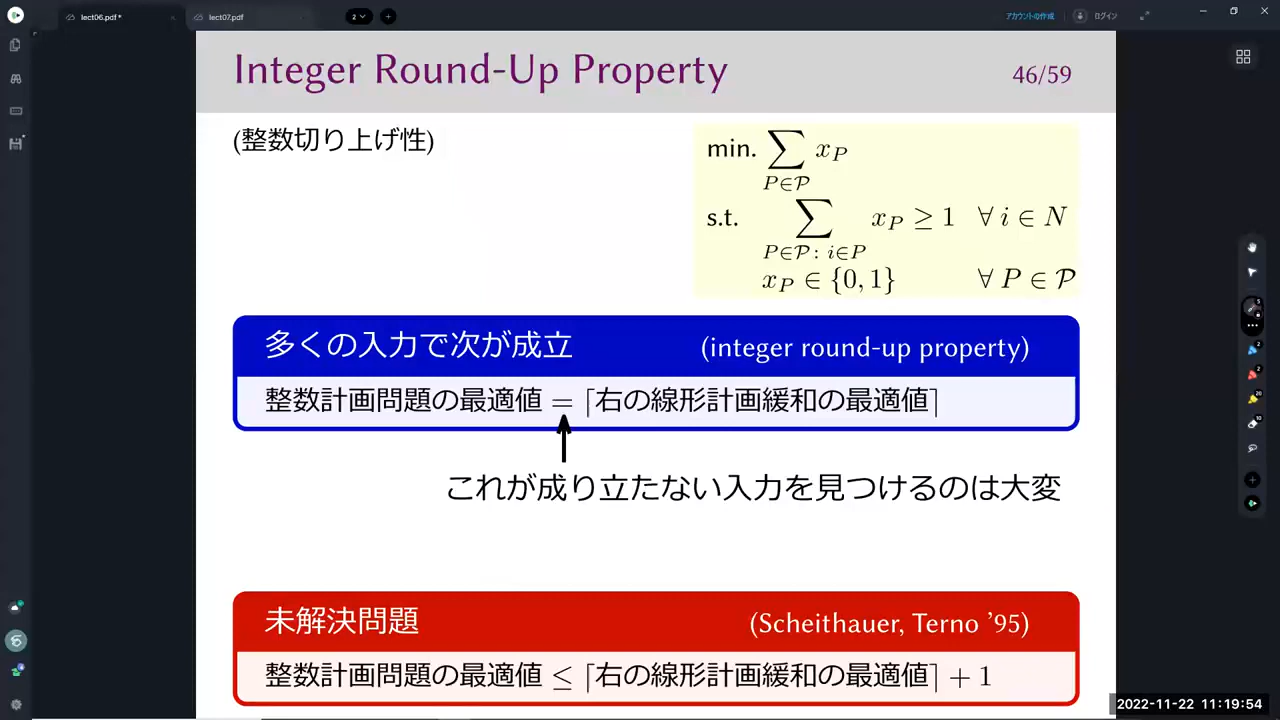 lect06.pdf *
lect07.pdf
2
アカウントの作成
ログイン
Integer Round-Up Property
46/59
(整数切り上げ性)
min. ∑_{P∈𝒫} x_P
s.t. ∑_{P∈𝒫: i∈P} x_P ≥ 1 ∀ i ∈ N
x_P ∈ {0, 1} ∀ P ∈ 𝒫
多くの入力で次が成立 (integer round-up property)
整数計画問題の最適値 = ⌈右の線形計画緩和の最適値⌉
これが成り立たない入力を見つけるのは大変
未解決問題 (Scheithauer, Terno ’95)
整数計画問題の最適値 ≤ ⌈右の線形計画緩和の最適値⌉ + 1
2022-11-22 11:19:54